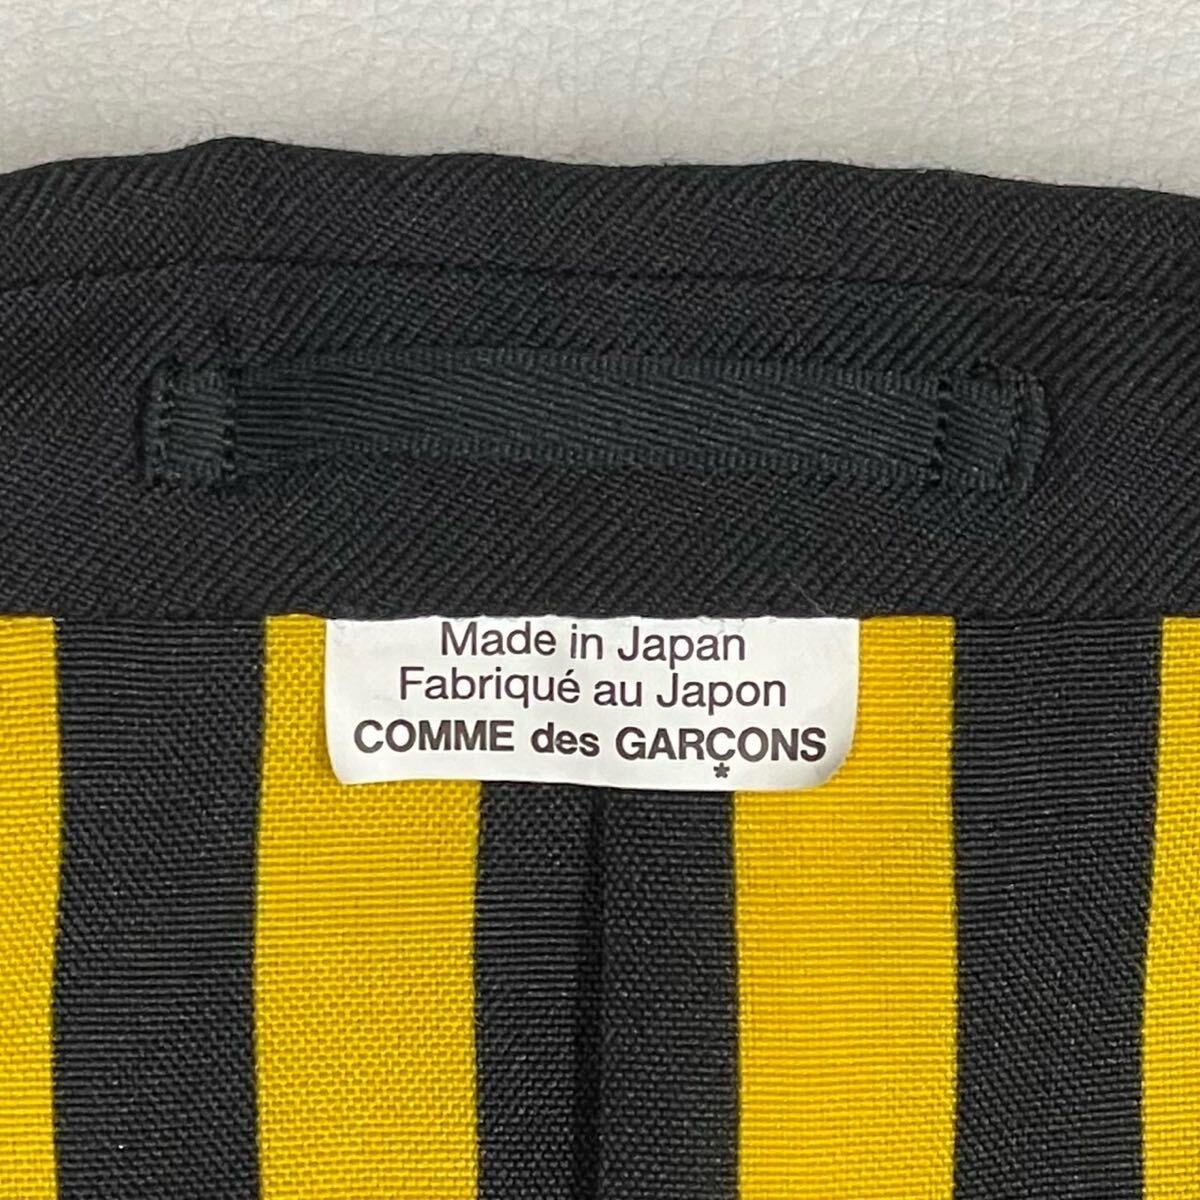 Made in Japan
Fabriqué au Japon
COMME des GARÇONS
*